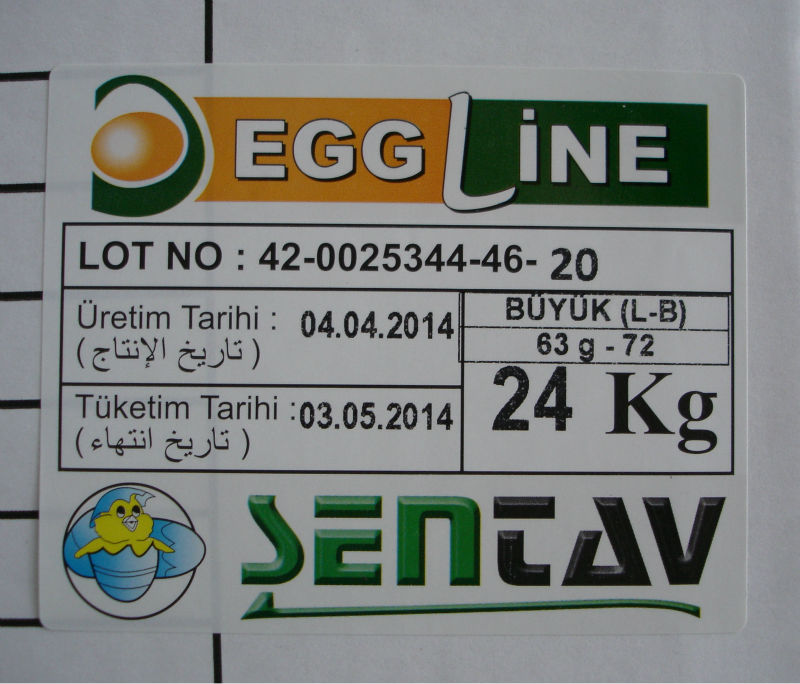 EGG LİNE
LOT NO : 42-0025344-46- 20
Üretim Tarihi : 04.04.2014
( تاريخ الإنتاج )
BÜYÜK (L-B)
63 g - 72
24 Kg
Tüketim Tarihi :03.05.2014
( تاريخ انتهاء )
SENTAV